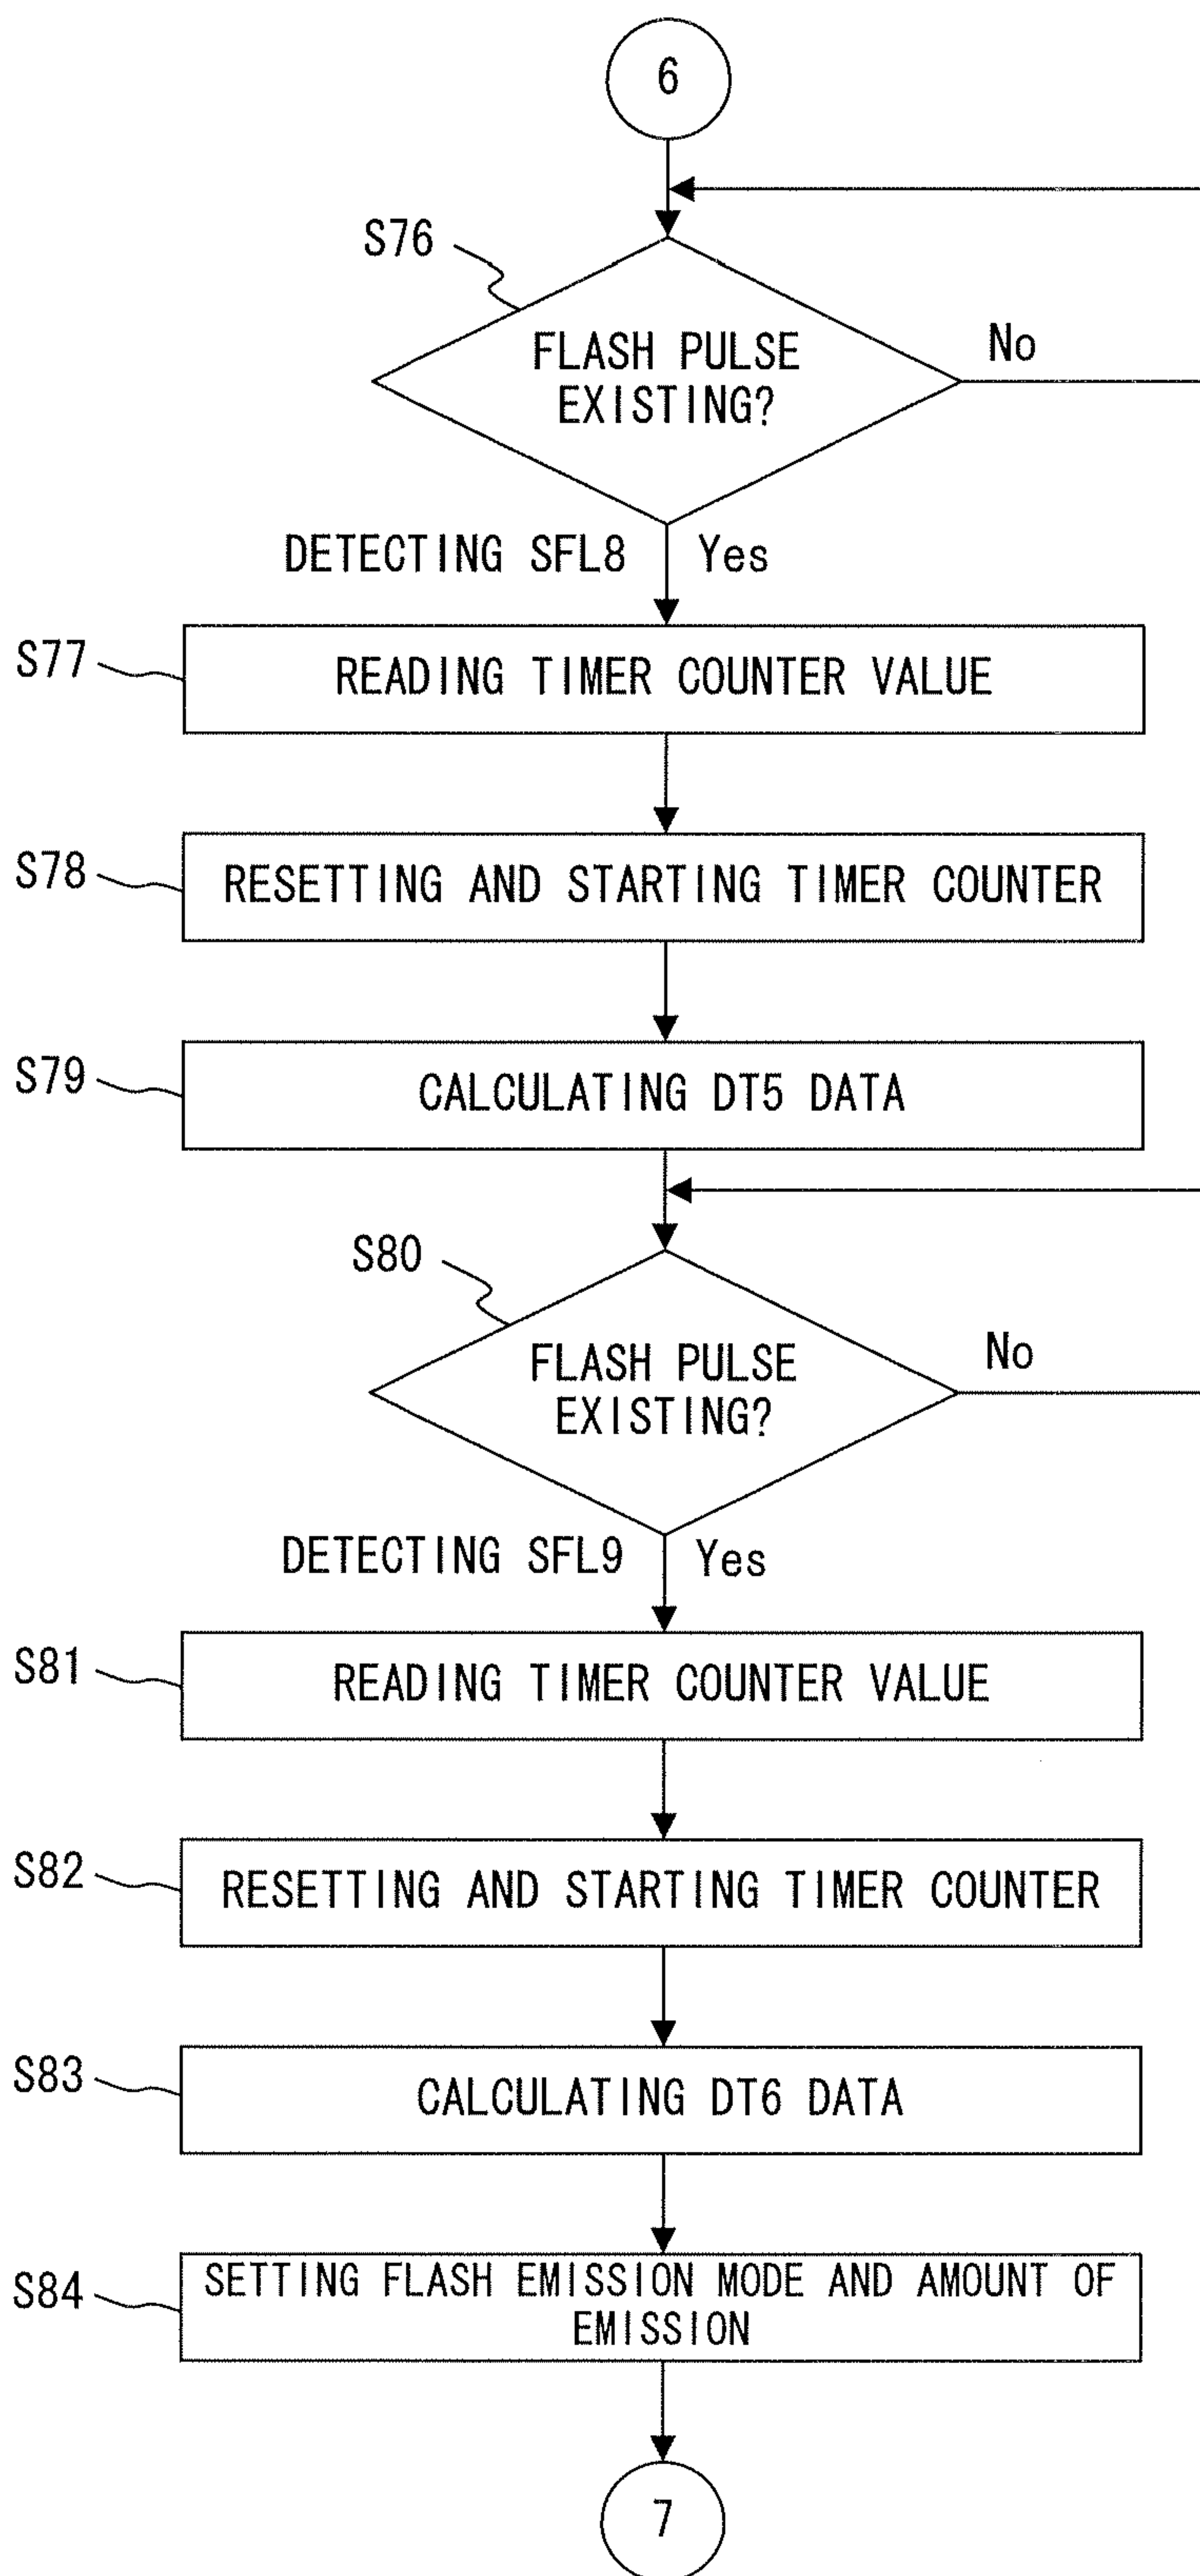 6
S76
FLASH PULSE
EXISTING?
No
DETECTING SFL8
Yes
S77
READING TIMER COUNTER VALUE
S78
RESETTING AND STARTING TIMER COUNTER
S79
CALCULATING DT5 DATA
S80
FLASH PULSE
EXISTING?
No
DETECTING SFL9
Yes
S81
READING TIMER COUNTER VALUE
S82
RESETTING AND STARTING TIMER COUNTER
S83
CALCULATING DT6 DATA
S84
SETTING FLASH EMISSION MODE AND AMOUNT OF
EMISSION
7